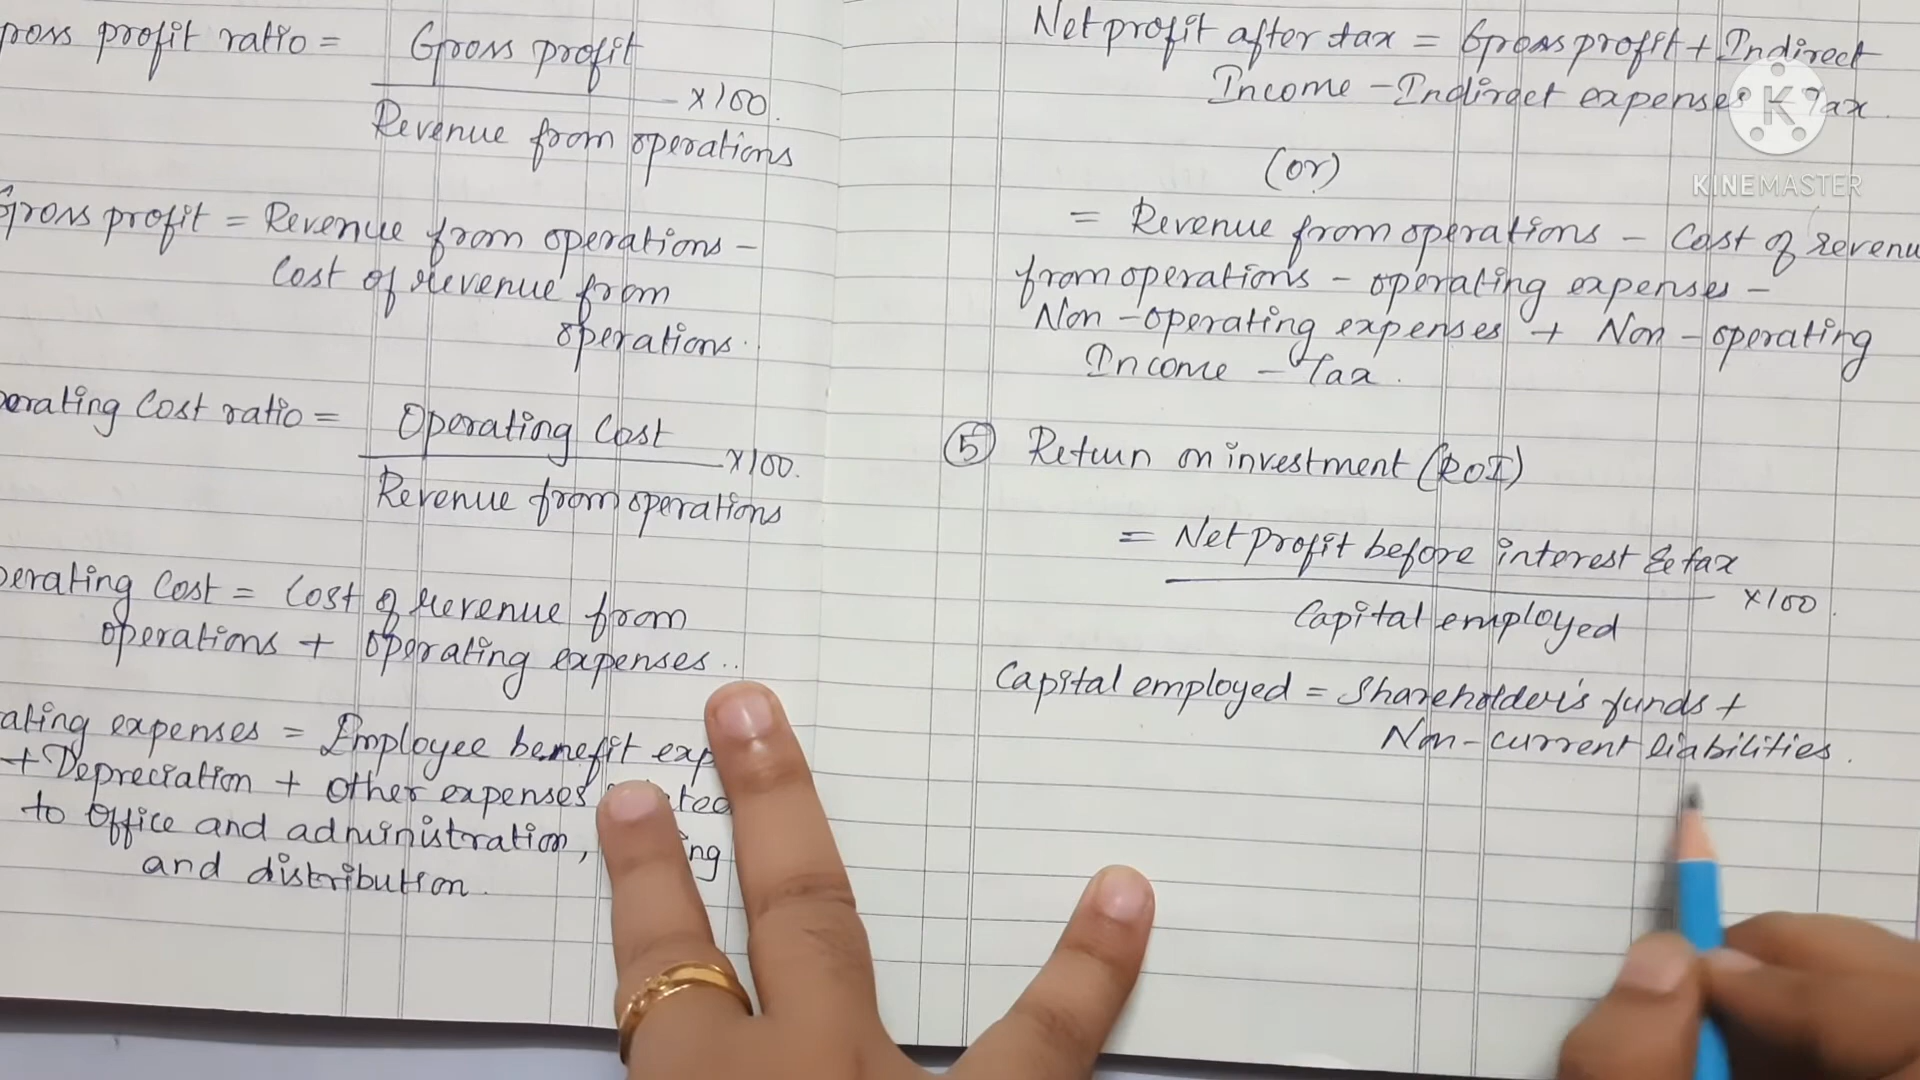 ross profit ratio = Gross profit
x100.
Revenue from operations
Gross profit = Revenue from operations -
Cost of revenue from
operations.
erating Cost ratio = Operating Cost
x100.
Revenue from operations
perating Cost = Cost of revenue from
operations + operating expenses..
ating expenses = Employee benefit exp
+ Depreciation + other expenses
to office and administration,
and distribution.
Net profit after tax = Gross profit + Indirect
Income - Indirect expenses Tax.
(or)
= Revenue from operations - Cost of revenu
from operations - operating expenses -
Non-operating expenses + Non-operating
Income - Tax.
5 Return on investment (ROI)
= Net profit before interest & tax
x100.
Capital employed
Capital employed = Shareholder's funds +
Non-current liabilities.
K
KINEMASTER